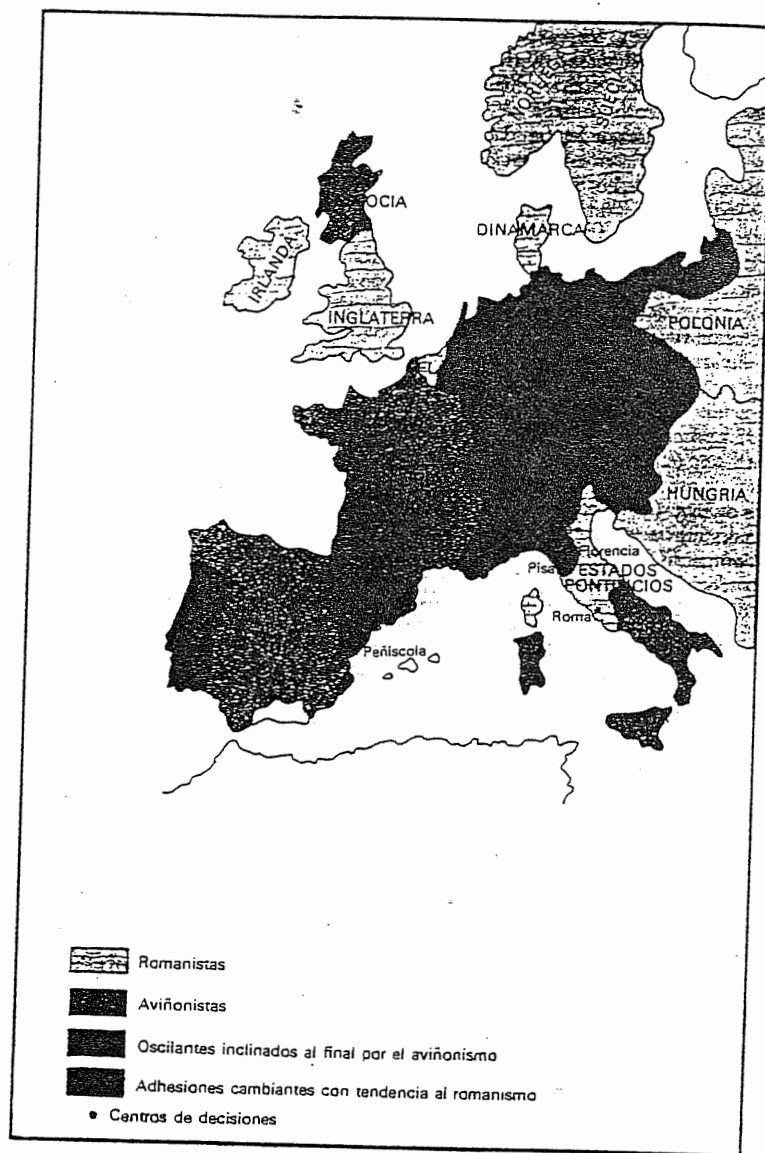 SUECIA
OCIA
DINAMARCA
IRLANDA
INGLATERRA
POLONIA
HUNGRIA
Florencia
Pisa
ESTADOS
PONTIFICIOS
Roma
Peñiscola
Romanistas
Aviñonistas
Oscilantes inclinados al final por el aviñonismo
Adhesiones cambiantes con tendencia al romanismo
Centros de decisiones